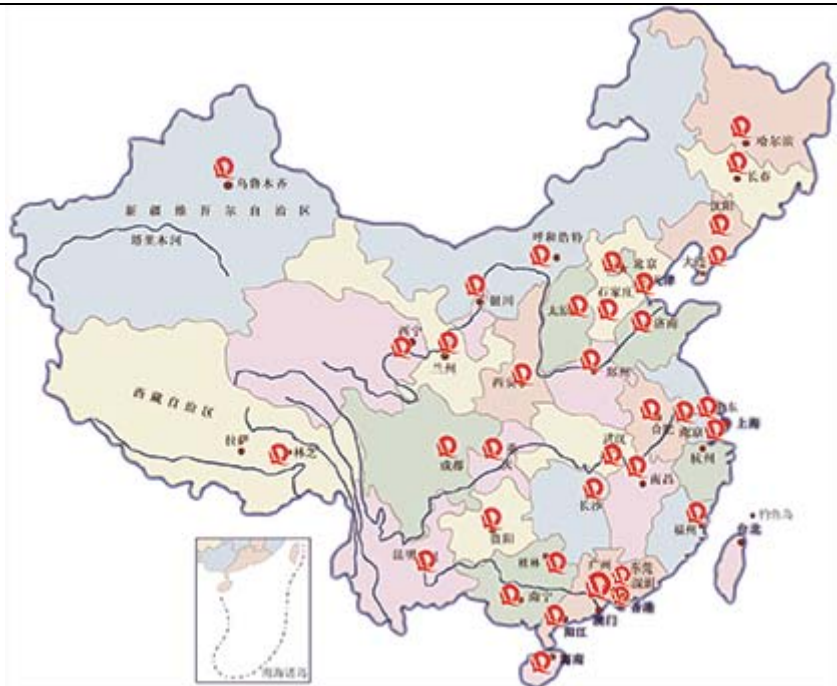 哈尔滨
长春
乌鲁木齐
新疆维吾尔自治区
塔里木河
沈阳
呼和浩特
北京
大连
天津
银川
石家庄
太原
济南
西宁
兰州
西安
郑州
西藏自治区
合肥
南京
上海
拉萨
林芝
成都
重庆
武汉
杭州
南昌
长沙
钓鱼岛
福州
台北
贵阳
昆明
桂林
广州
东莞
深圳
南宁
香港
澳门
阳江
海南
南海诸岛